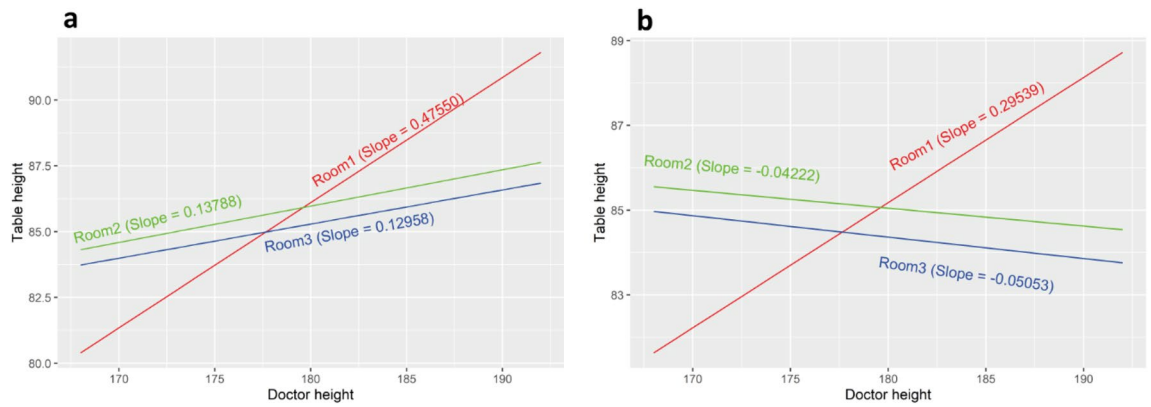 a
90.0
87.5
85.0
82.5
80.0
Table height
Room1 (Slope = 0.47550)
Room2 (Slope = 0.13788)
Room3 (Slope = 0.12958)
170 175 180 185 190
Doctor height
b
89
87
85
83
Table height
Room1 (Slope = 0.29539)
Room2 (Slope = -0.04222)
Room3 (Slope = -0.05053)
170 175 180 185 190
Doctor height